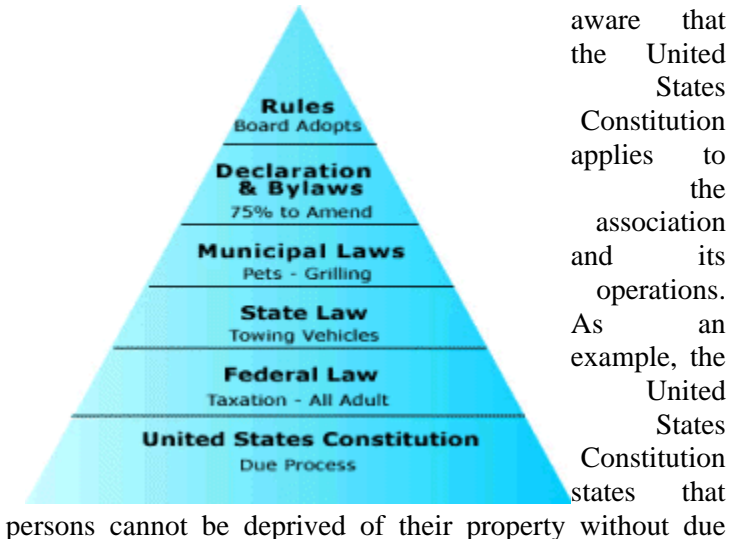 Rules
Board Adopts
Declaration
& Bylaws
75% to Amend
Municipal Laws
Pets - Grilling
State Law
Towing Vehicles
Federal Law
Taxation - All Adult
United States Constitution
Due Process
aware that
the United
States
Constitution
applies to
the
association
and its
operations.
As an
example, the
United
States
Constitution
states that
persons cannot be deprived of their property without due